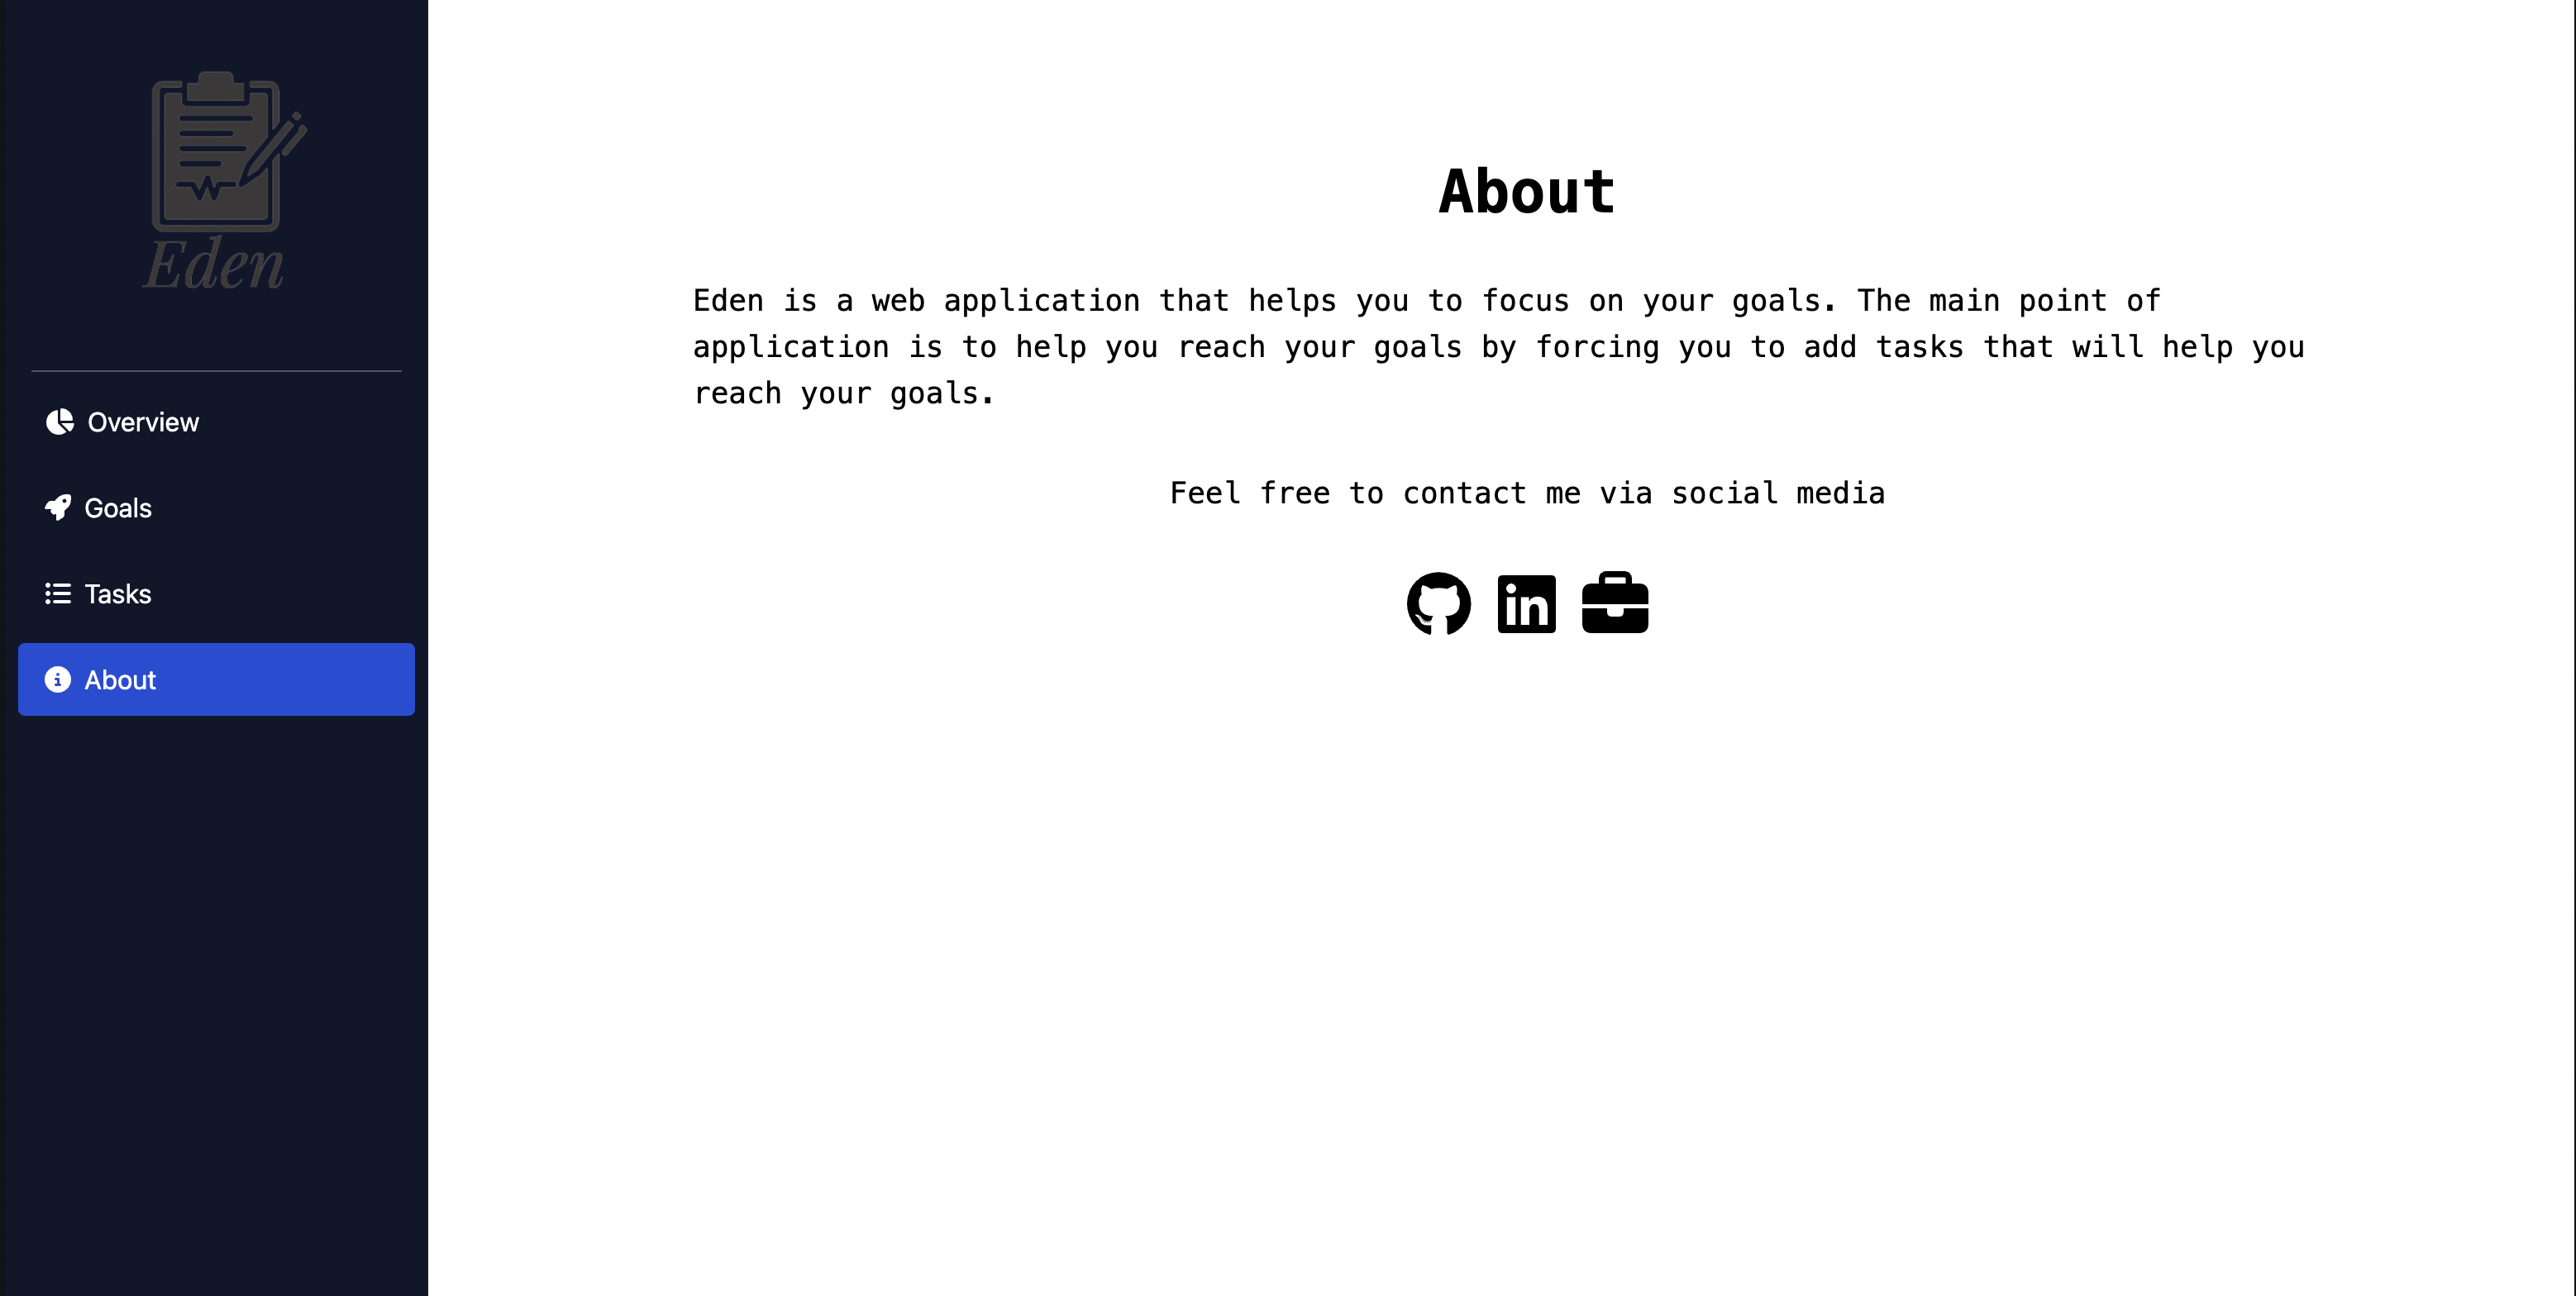 Eden
Overview
Goals
Tasks
About
About
Eden is a web application that helps you to focus on your goals. The main point of
application is to help you reach your goals by forcing you to add tasks that will help you
reach your goals.
Feel free to contact me via social media
in